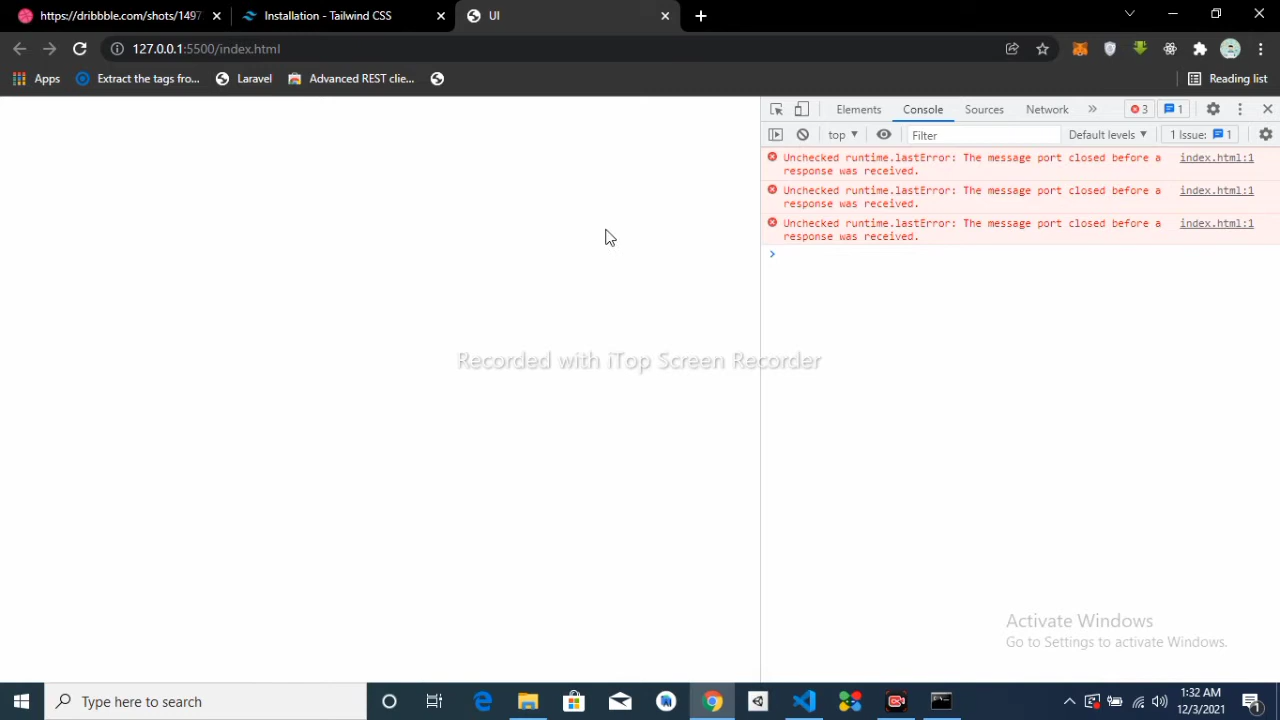 https://dribbble.com/shots/1497
Installation - Tailwind CSS
UI
127.0.0.1:5500/index.html
Apps
Extract the tags fro...
Laravel
Advanced REST clie...
Reading list
Elements
Console
Sources
Network
3
1
top
Filter
Default levels
1 Issue:
1
Unchecked runtime.lastError: The message port closed before a
index.html:1
response was received.
Unchecked runtime.lastError: The message port closed before a
index.html:1
response was received.
Unchecked runtime.lastError: The message port closed before a
index.html:1
response was received.
Recorded with iTop Screen Recorder
Activate Windows
Go to Settings to activate Windows.
Type here to search
1:32 AM
12/3/2021
1